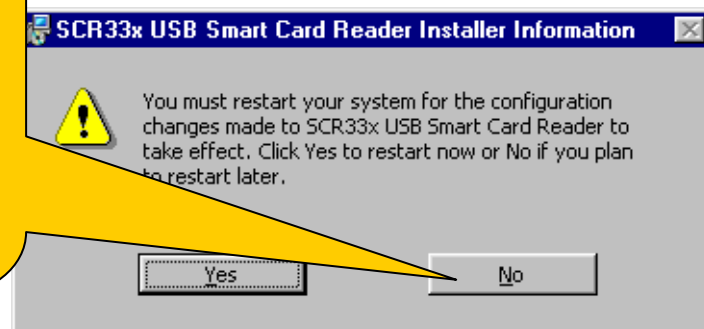 SCR33x USB Smart Card Reader Installer Information
You must restart your system for the configuration
changes made to SCR33x USB Smart Card Reader to
take effect. Click Yes to restart now or No if you plan
to restart later.
Yes
No